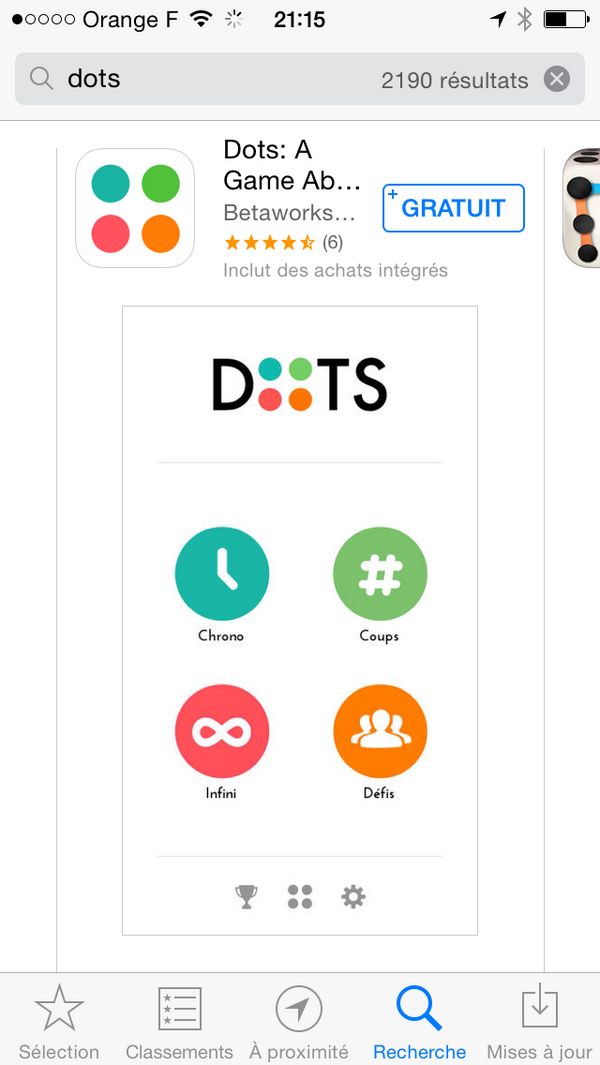 Orange F 21:15
dots 2190 résultats
Dots: A
Game Ab...
Betaworks...
GRATUIT
(6)
Inclut des achats intégrés
DOTS
Chrono Coups
Infini Défis
Sélection Classements À proximité Recherche Mises à jour